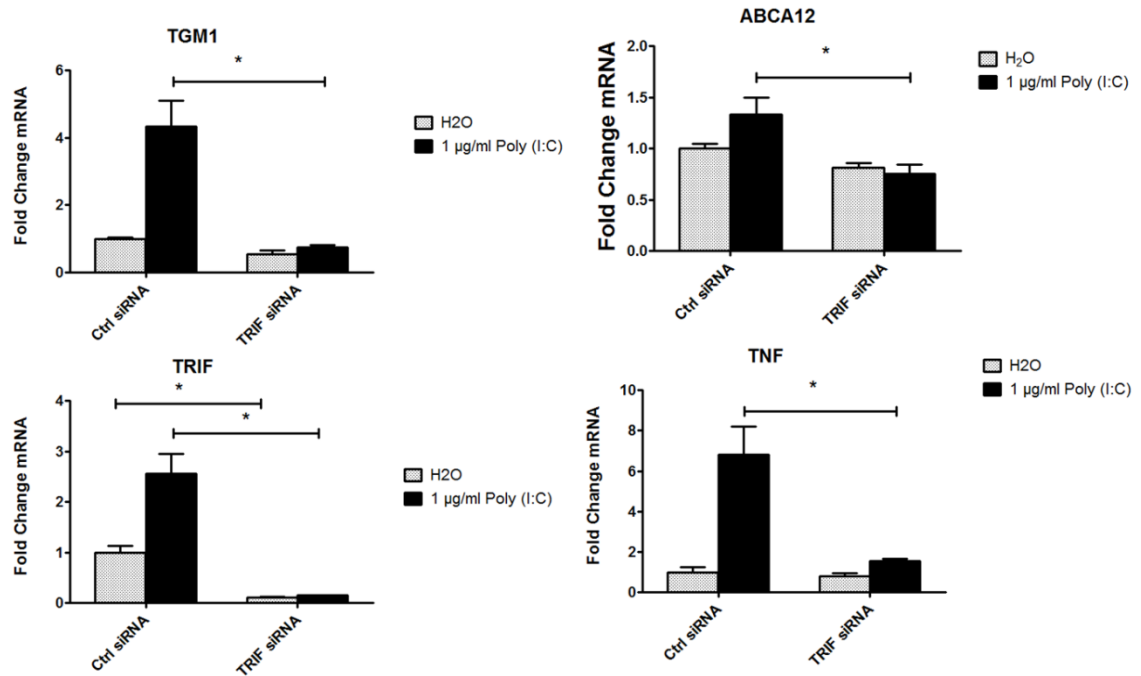 TGM1
Fold Change mRNA
6
4
2
0
*
Ctrl siRNA
TRIF siRNA
H2O
1 µg/ml Poly (I:C)
ABCA12
Fold Change mRNA
2.0
1.5
1.0
0.5
0.0
*
Ctrl siRNA
TRIF siRNA
H₂O
1 µg/ml Poly (I:C)
TRIF
Fold Change mRNA
4
3
2
1
0
*
*
Ctrl siRNA
TRIF siRNA
H2O
1 µg/ml Poly (I:C)
TNF
Fold Change mRNA
10
8
6
4
2
0
*
Ctrl siRNA
TRIF siRNA
H2O
1 µg/ml Poly (I:C)